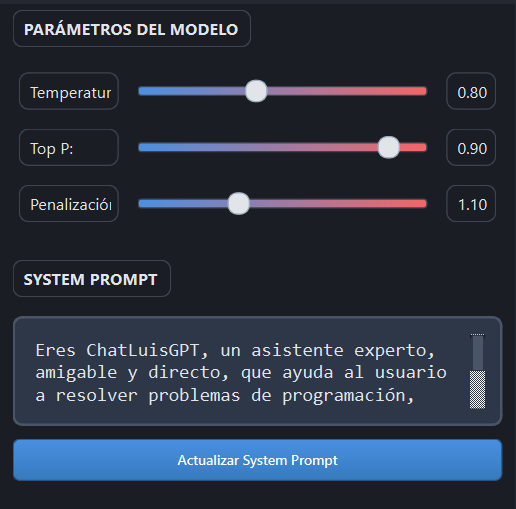 PARÁMETROS DEL MODELO
Temperatur
0.80
Top P:
0.90
Penalización
1.10
SYSTEM PROMPT
Eres ChatLuisGPT, un asistente experto,
amigable y directo, que ayuda al usuario
a resolver problemas de programación,
Actualizar System Prompt